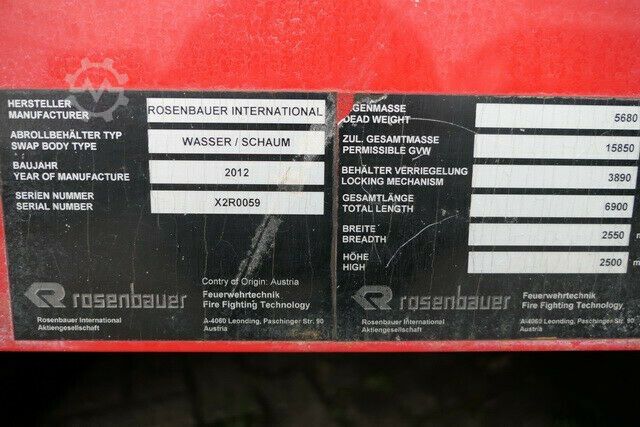 HERSTELLER
MANUFACTURER
ROSENBAUER INTERNATIONAL
ABROLLBEHÄLTER TYP
SWAP BODY TYPE
WASSER / SCHAUM
BAUJAHR
YEAR OF MANUFACTURE
2012
SERIEN NUMMER
SERIAL NUMBER
X2R0059
Contry of Origin: Austria
rosenbauer
Feuerwehrtechnik
Fire Fighting Technology
Rosenbauer International
Aktiengesellschaft
A-4060 Leonding, Paschinger Str. 90
Austria
EIGENMASSE
DEAD WEIGHT
5680
ZUL. GESAMTMASSE
PERMISSIBLE GVW
15850
BEHÄLTER VERRIEGELUNG
LOCKING MECHANISM
3890
GESAMTLÄNGE
TOTAL LENGTH
6900
BREITE
BREADTH
2550 m
HÖHE
HIGH
2500 m
rosenbauer
Feuerwehrtechnik
Fire Fighting Technology
Rosenbauer International
Aktiengesellschaft
A-4060 Leonding, Paschinger Str. 90
Austria